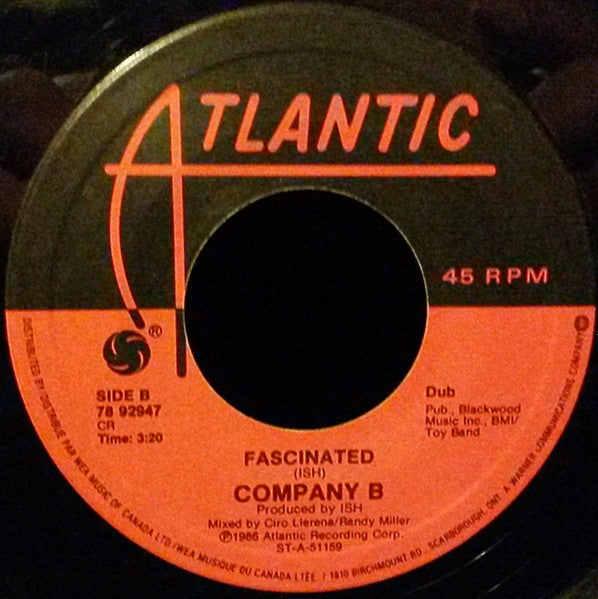 ATLANTIC
45 RPM
®
SIDE B
78 92947
CR
Time: 3:20
Dub
Pub., Blackwood
Music Inc., BMI/
Toy Band
FASCINATED
(ISH)
COMPANY B
Produced by ISH
Mixed by Ciro Llerena/Randy Miller
℗1986 Atlantic Recording Corp.
ST-A-51159
DISTRIBUTED BY/DISTRIBUÉ PAR WEA MUSIC OF CANADA LTD./WEA MUSIQUE DU CANADA LTÉE / 1810 BIRCHMOUNT RD., SCARBOROUGH, ONT. A WARNER COMMUNICATIONS COMPANY